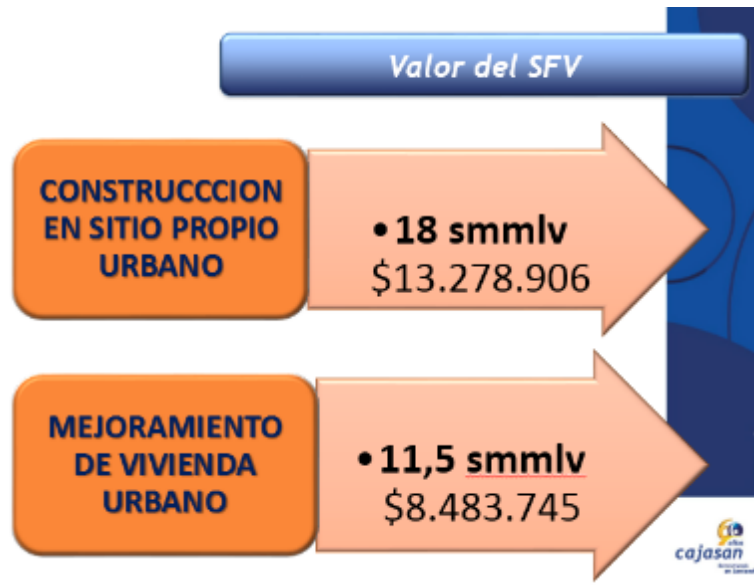 Valor del SFV
CONSTRUCCCION
EN SITIO PROPIO
URBANO
•18 smmlv
$13.278.906
MEJORAMIENTO
DE VIVIENDA
URBANO
•11,5 smmlv
$8.483.745
años
cajasan